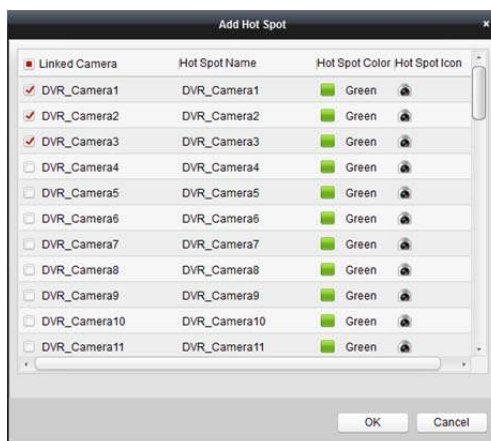 Add Hot Spot
Linked Camera Hot Spot Name Hot Spot Color Hot Spot Icon
DVR_Camera1 DVR_Camera1 Green
DVR_Camera2 DVR_Camera2 Green
DVR_Camera3 DVR_Camera3 Green
DVR_Camera4 DVR_Camera4 Green
DVR_Camera5 DVR_Camera5 Green
DVR_Camera6 DVR_Camera6 Green
DVR_Camera7 DVR_Camera7 Green
DVR_Camera8 DVR_Camera8 Green
DVR_Camera9 DVR_Camera9 Green
DVR_Camera10 DVR_Camera10 Green
DVR_Camera11 DVR_Camera11 Green
OK Cancel